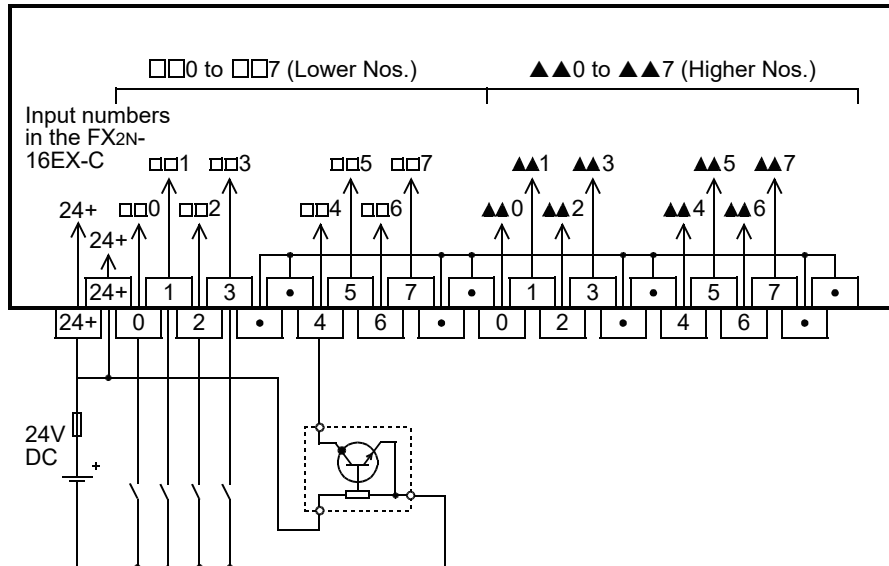 □□0 to □□7 (Lower Nos.) ▲▲0 to ▲▲7 (Higher Nos.)
Input numbers
in the FX2N-
16EX-C
□□1 □□3 □□5 □□7 ▲▲1 ▲▲3 ▲▲5 ▲▲7
24+ □□0 □□2 □□4 □□6 ▲▲0 ▲▲2 ▲▲4 ▲▲6
24+
24+ 1 3 • 5 7 • 1 3 • 5 7 •
24+ 0 2 • 4 6 • 0 2 • 4 6 •
24V
DC
+